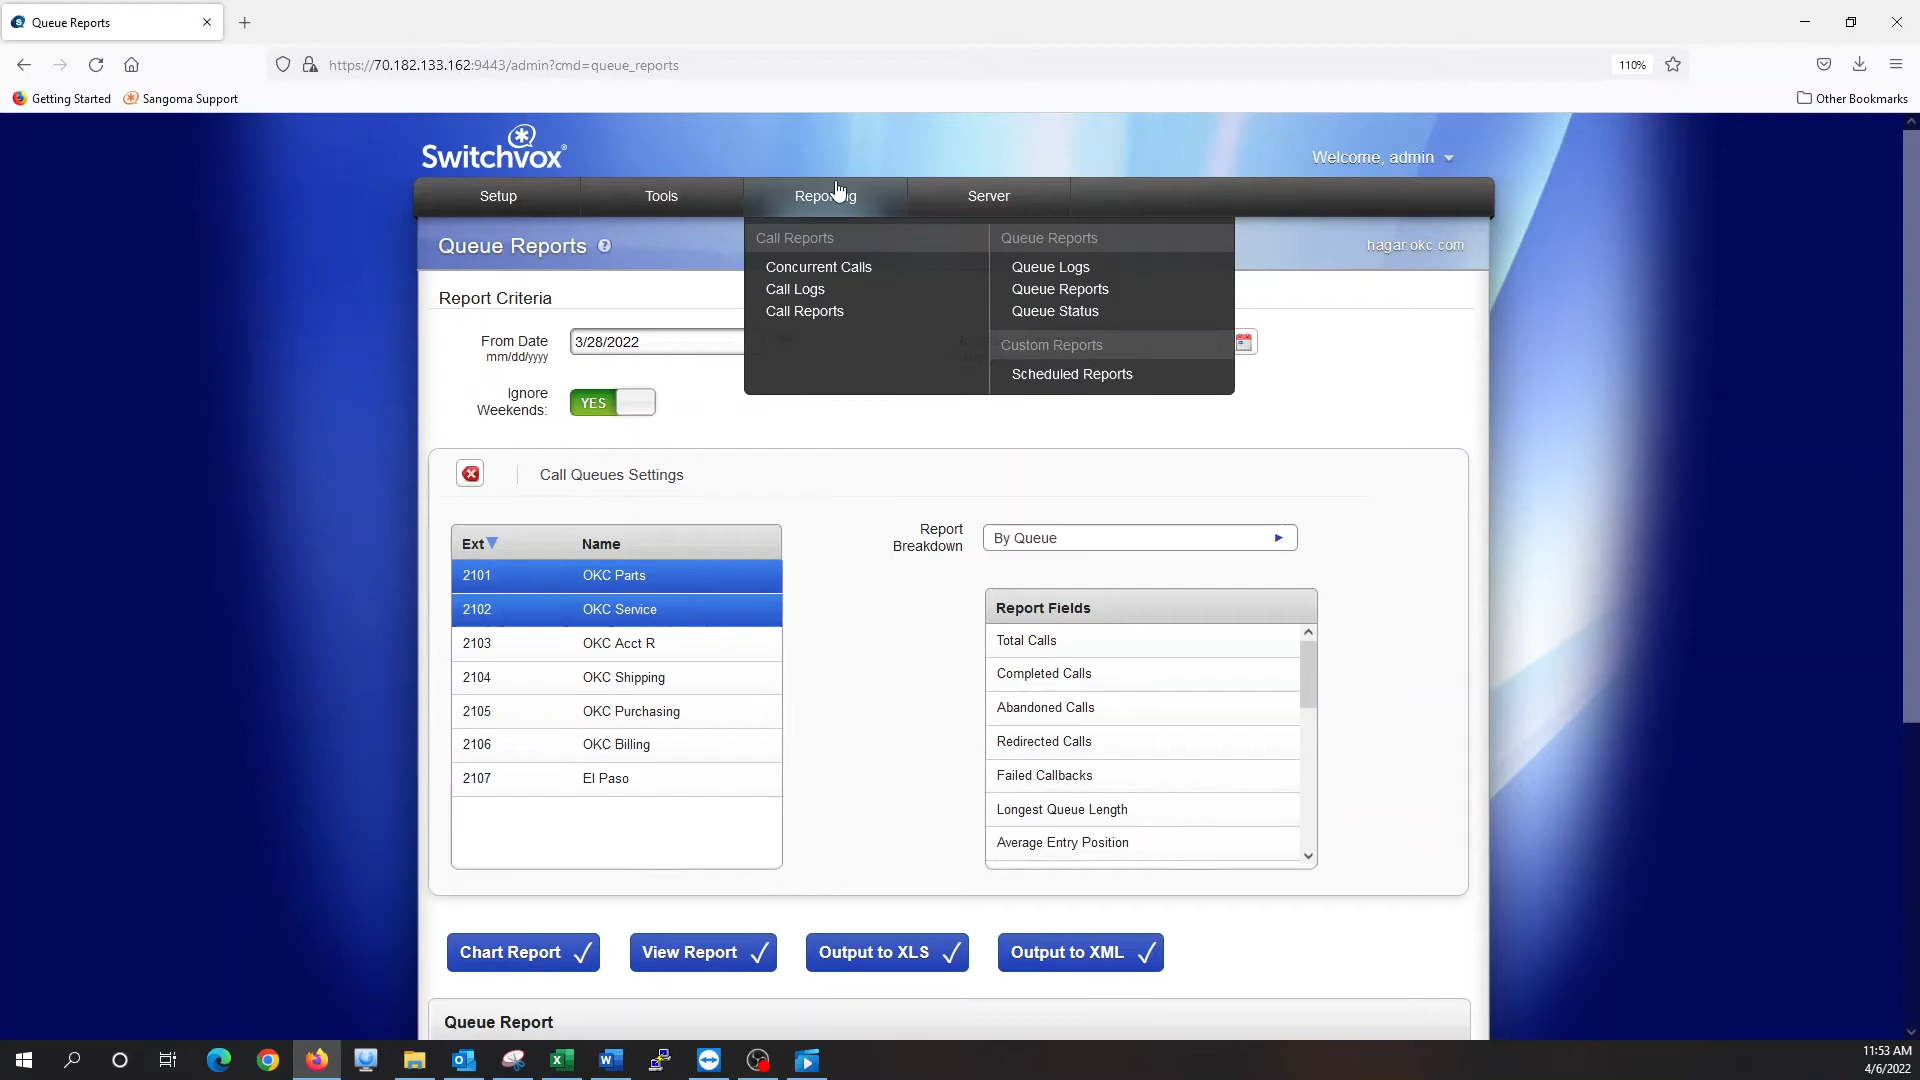 Queue Reports
https://70.182.133.162:9443/admin?cmd=queue_reports
110%
Getting Started
Sangoma Support
Other Bookmarks
Switchvox
Welcome, admin
Setup
Tools
Reporting
Server
Queue Reports
hagar.okc.com
Call Reports
Concurrent Calls
Call Logs
Call Reports
Queue Reports
Queue Logs
Queue Reports
Queue Status
Custom Reports
Scheduled Reports
Report Criteria
From Date
mm/dd/yyyy
3/28/2022
Ignore
Weekends:
YES
Call Queues Settings
Ext Name
2101 OKC Parts
2102 OKC Service
2103 OKC Acct R
2104 OKC Shipping
2105 OKC Purchasing
2106 OKC Billing
2107 El Paso
Report
Breakdown
By Queue
Report Fields
Total Calls
Completed Calls
Abandoned Calls
Redirected Calls
Failed Callbacks
Longest Queue Length
Average Entry Position
Chart Report
View Report
Output to XLS
Output to XML
Queue Report
11:53 AM
4/6/2022